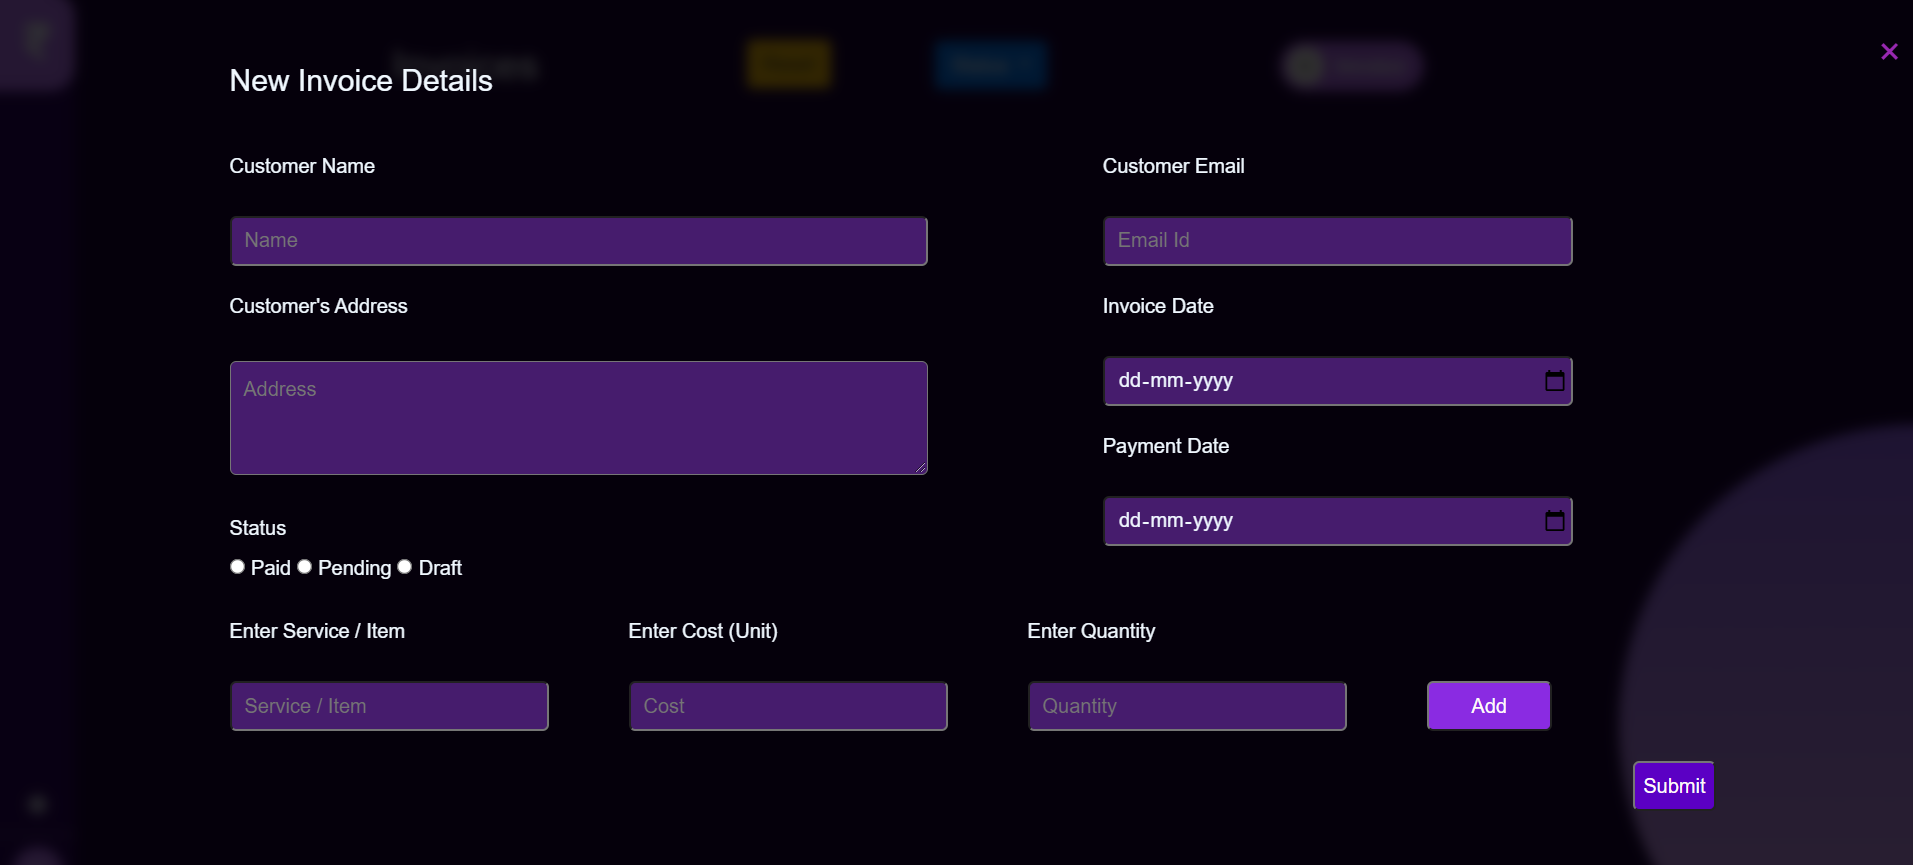 Invoices
New Invoice Details
✕
Customer Name
Customer Email
Name
Email Id
Customer's Address
Invoice Date
Address
dd-mm-yyyy
Payment Date
dd-mm-yyyy
Status
Paid Pending Draft
Enter Service / Item
Enter Cost (Unit)
Enter Quantity
Service / Item
Cost
Quantity
Add
Submit